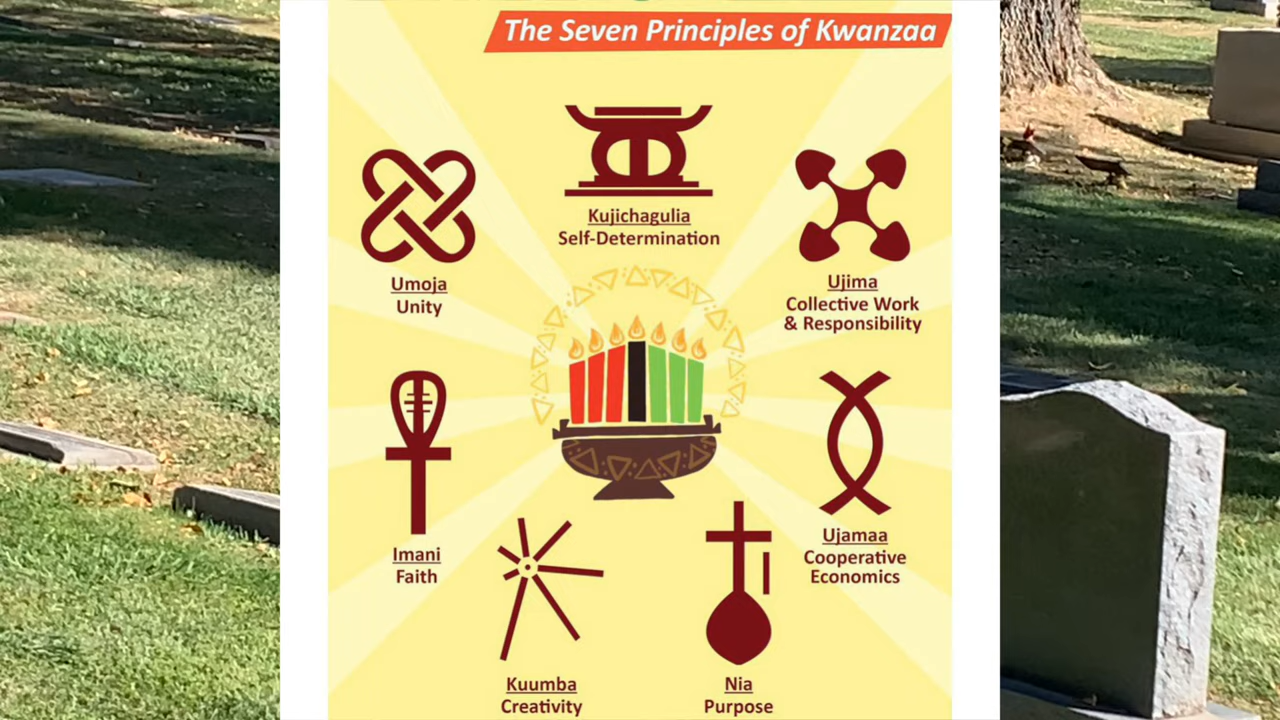 The Seven Principles of Kwanzaa
Kujichagulia
Self-Determination
Umoja
Unity
Ujima
Collective Work
& Responsibility
Imani
Faith
Ujamaa
Cooperative
Economics
Kuumba
Creativity
Nia
Purpose